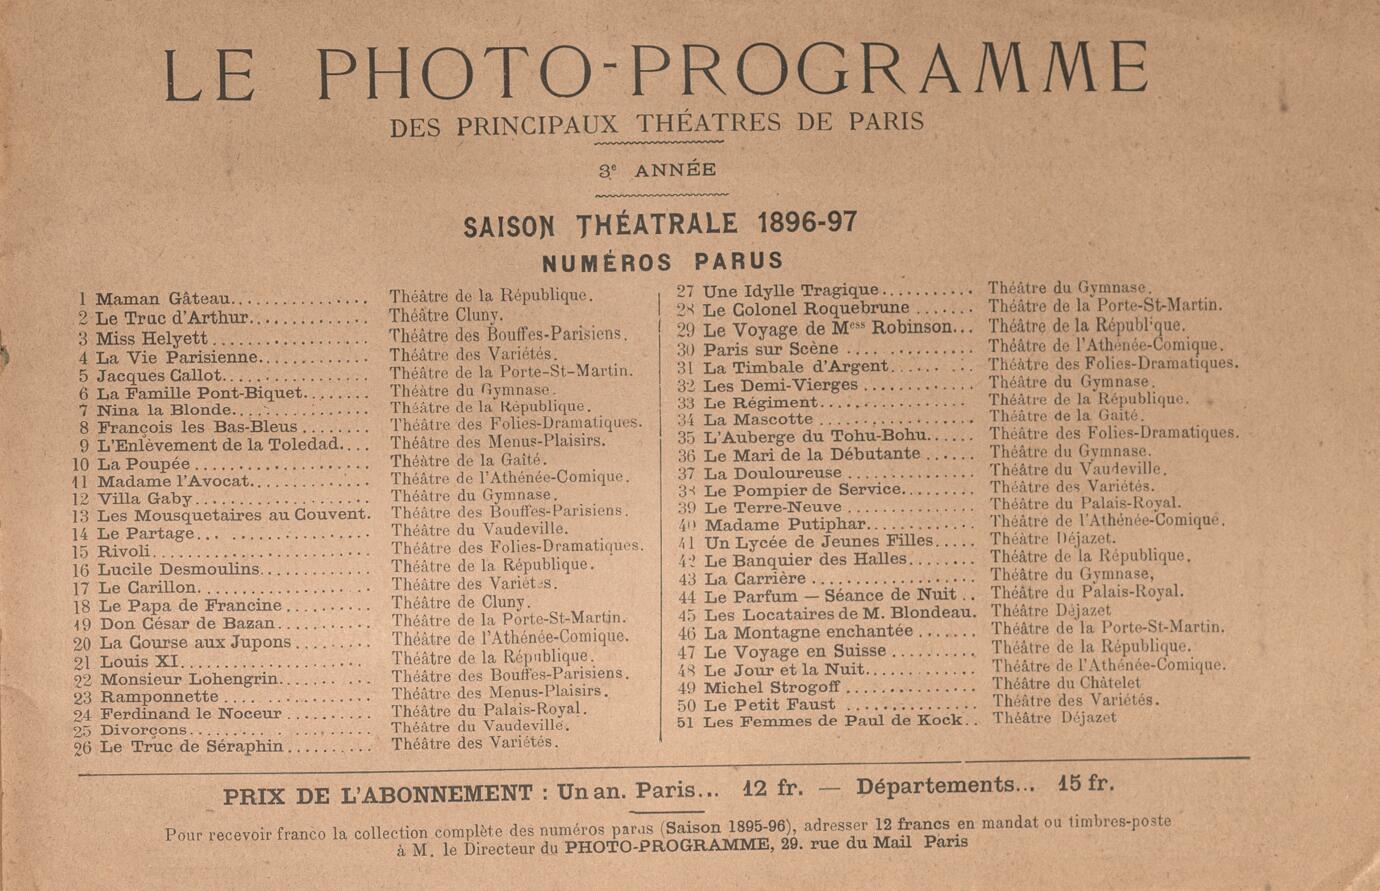 LE PHOTO-PROGRAMME
DES PRINCIPAUX THÉATRES DE PARIS
3e ANNÉE
SAISON THÉATRALE 1896-97
NUMÉROS PARUS
1 Maman Gâteau............... Théâtre de la République.
2 Le Truc d'Arthur............. Théâtre Cluny.
3 Miss Helyett ................ Théâtre des Bouffes-Parisiens.
4 La Vie Parisienne............ Théâtre des Variétés.
5 Jacques Callot............... Théâtre de la Porte-St-Martin.
6 La Famille Pont-Biquet........ Théâtre du Gymnase.
7 Nina la Blonde.............. Théâtre de la République.
8 François les Bas-Bleus ........ Théâtre des Folies-Dramatiques.
9 L'Enlèvement de la Toledad.... Théâtre des Menus-Plaisirs.
10 La Poupée .................. Théâtre de la Gaîté.
11 Madame l'Avocat............. Théâtre de l'Athénée-Comique.
12 Villa Gaby.................. Théâtre du Gymnase.
13 Les Mousquetaires au Couvent. Théâtre des Bouffes-Parisiens.
14 Le Partage... .............. Théâtre du Vaudeville.
15 Rivoli...................... Théâtre des Folies-Dramatiques.
16 Lucile Desmoulins........... Théâtre de la République.
17 Le Carillon................. Théâtre des Variétés.
18 Le Papa de Francine ......... Théâtre de Cluny.
19 Don César de Bazan.......... Théâtre de la Porte-St-Martin.
20 La Course aux Jupons ........ Théâtre de l'Athénée-Comique.
21 Louis XI................... Théâtre de la République.
22 Monsieur Lohengrin.......... Théâtre des Bouffes-Parisiens.
23 Ramponnette .... .......... Théâtre des Menus-Plaisirs.
24 Ferdinand le Noceur .......... Théâtre du Palais-Royal.
25 Divorçons................... Théâtre du Vaudeville.
26 Le Truc de Séraphin .......... Théâtre des Variétés.
27 Une Idylle Tragique.......... Théâtre du Gymnase.
28 Le Colonel Roquebrune ....... Théâtre de la Porte-St-Martin.
29 Le Voyage de Mess Robinson... Théâtre de la République.
30 Paris sur Scène .... .......... Théâtre de l'Athénée-Comique.
31 La Timbale d'Argent...... .... Théâtre des Folies-Dramatiques.
32 Les Demi-Vierges ............ Théâtre du Gymnase.
33 Le Régiment................. Théâtre de la République.
34 La Mascotte ................. Théâtre de la Gaîté.
35 L'Auberge du Tohu-Bohu...... Théâtre des Folies-Dramatiques.
36 Le Mari de la Débutante ...... Théâtre du Gymnase.
37 La Douloureuse .............. Théâtre du Vaudeville.
38 Le Pompier de Service......... Théâtre des Variétés.
39 Le Terre-Neuve .............. Théâtre du Palais-Royal.
40 Madame Putiphar............ Théâtre de l'Athénée-Comique.
41 Un Lycée de Jeunes Filles..... Théâtre Déjazet.
42 Le Banquier des Halles........ Théâtre de la République.
43 La Carrière .................. Théâtre du Gymnase,
44 Le Parfum — Séance de Nuit .. Théâtre du Palais-Royal.
45 Les Locataires de M. Blondeau. Théâtre Déjazet
46 La Montagne enchantée ....... Théâtre de la Porte-St-Martin.
47 Le Voyage en Suisse .......... Théâtre de la République.
48 Le Jour et la Nuit............. Théâtre de l'Athénée-Comique.
49 Michel Strogoff .............. Théâtre du Châtelet
50 Le Petit Faust .............. Théâtre des Variétés.
51 Les Femmes de Paul de Kock.. Théâtre Déjazet
PRIX DE L'ABONNEMENT : Un an. Paris... 12 fr. — Départements... 15 fr.
Pour recevoir franco la collection complète des numéros parus (Saison 1895-96), adresser 12 francs en mandat ou timbres-poste
à M. le Directeur du PHOTO-PROGRAMME, 29. rue du Mail Paris